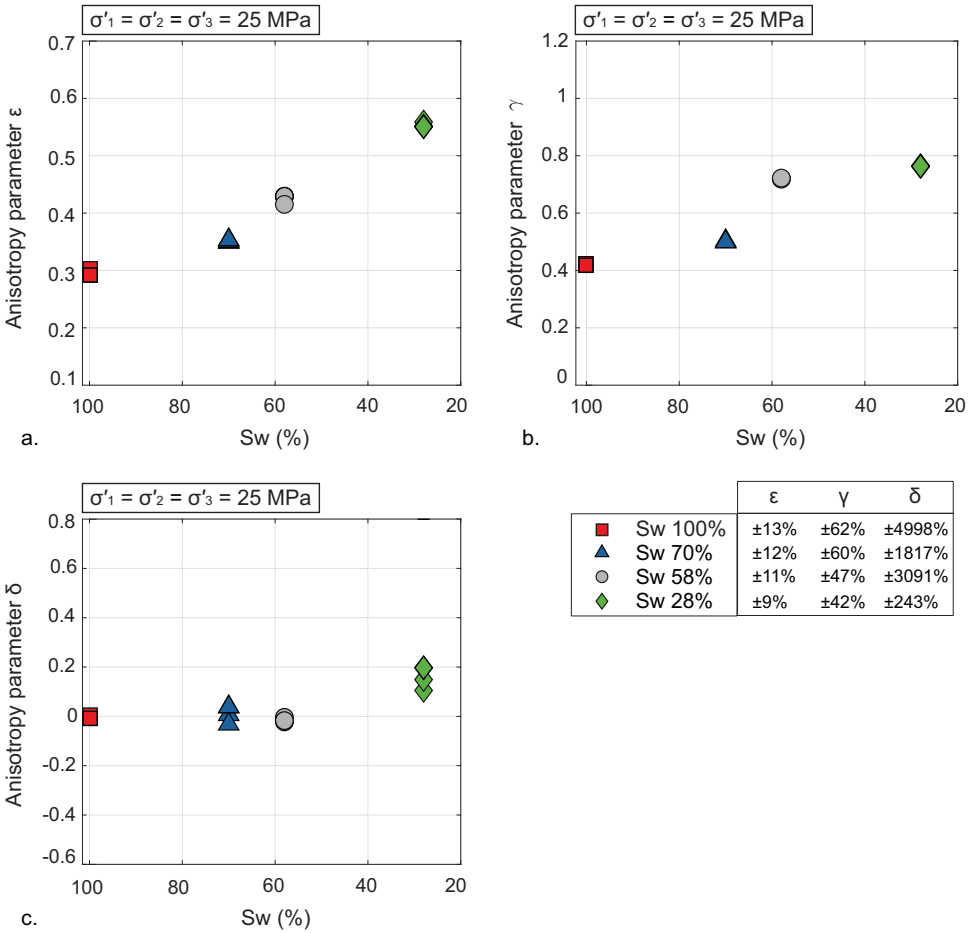 σ′1 = σ′2 = σ′3 = 25 MPa
Anisotropy parameter ε
0.7
0.6
0.5
0.4
0.3
0.2
0.1
100 80 60 40 20
Sw (%)
a.
σ′1 = σ′2 = σ′3 = 25 MPa
Anisotropy parameter γ
1.2
1
0.8
0.6
0.4
0.2
0
100 80 60 40 20
Sw (%)
b.
σ′1 = σ′2 = σ′3 = 25 MPa
Anisotropy parameter δ
0.8
0.4
0.2
0
-0.2
-0.4
-0.6
100 80 60 40 20
Sw (%)
c.
ε γ δ
Sw 100% ±13% ±62% ±4998%
Sw 70% ±12% ±60% ±1817%
Sw 58% ±11% ±47% ±3091%
Sw 28% ±9% ±42% ±243%